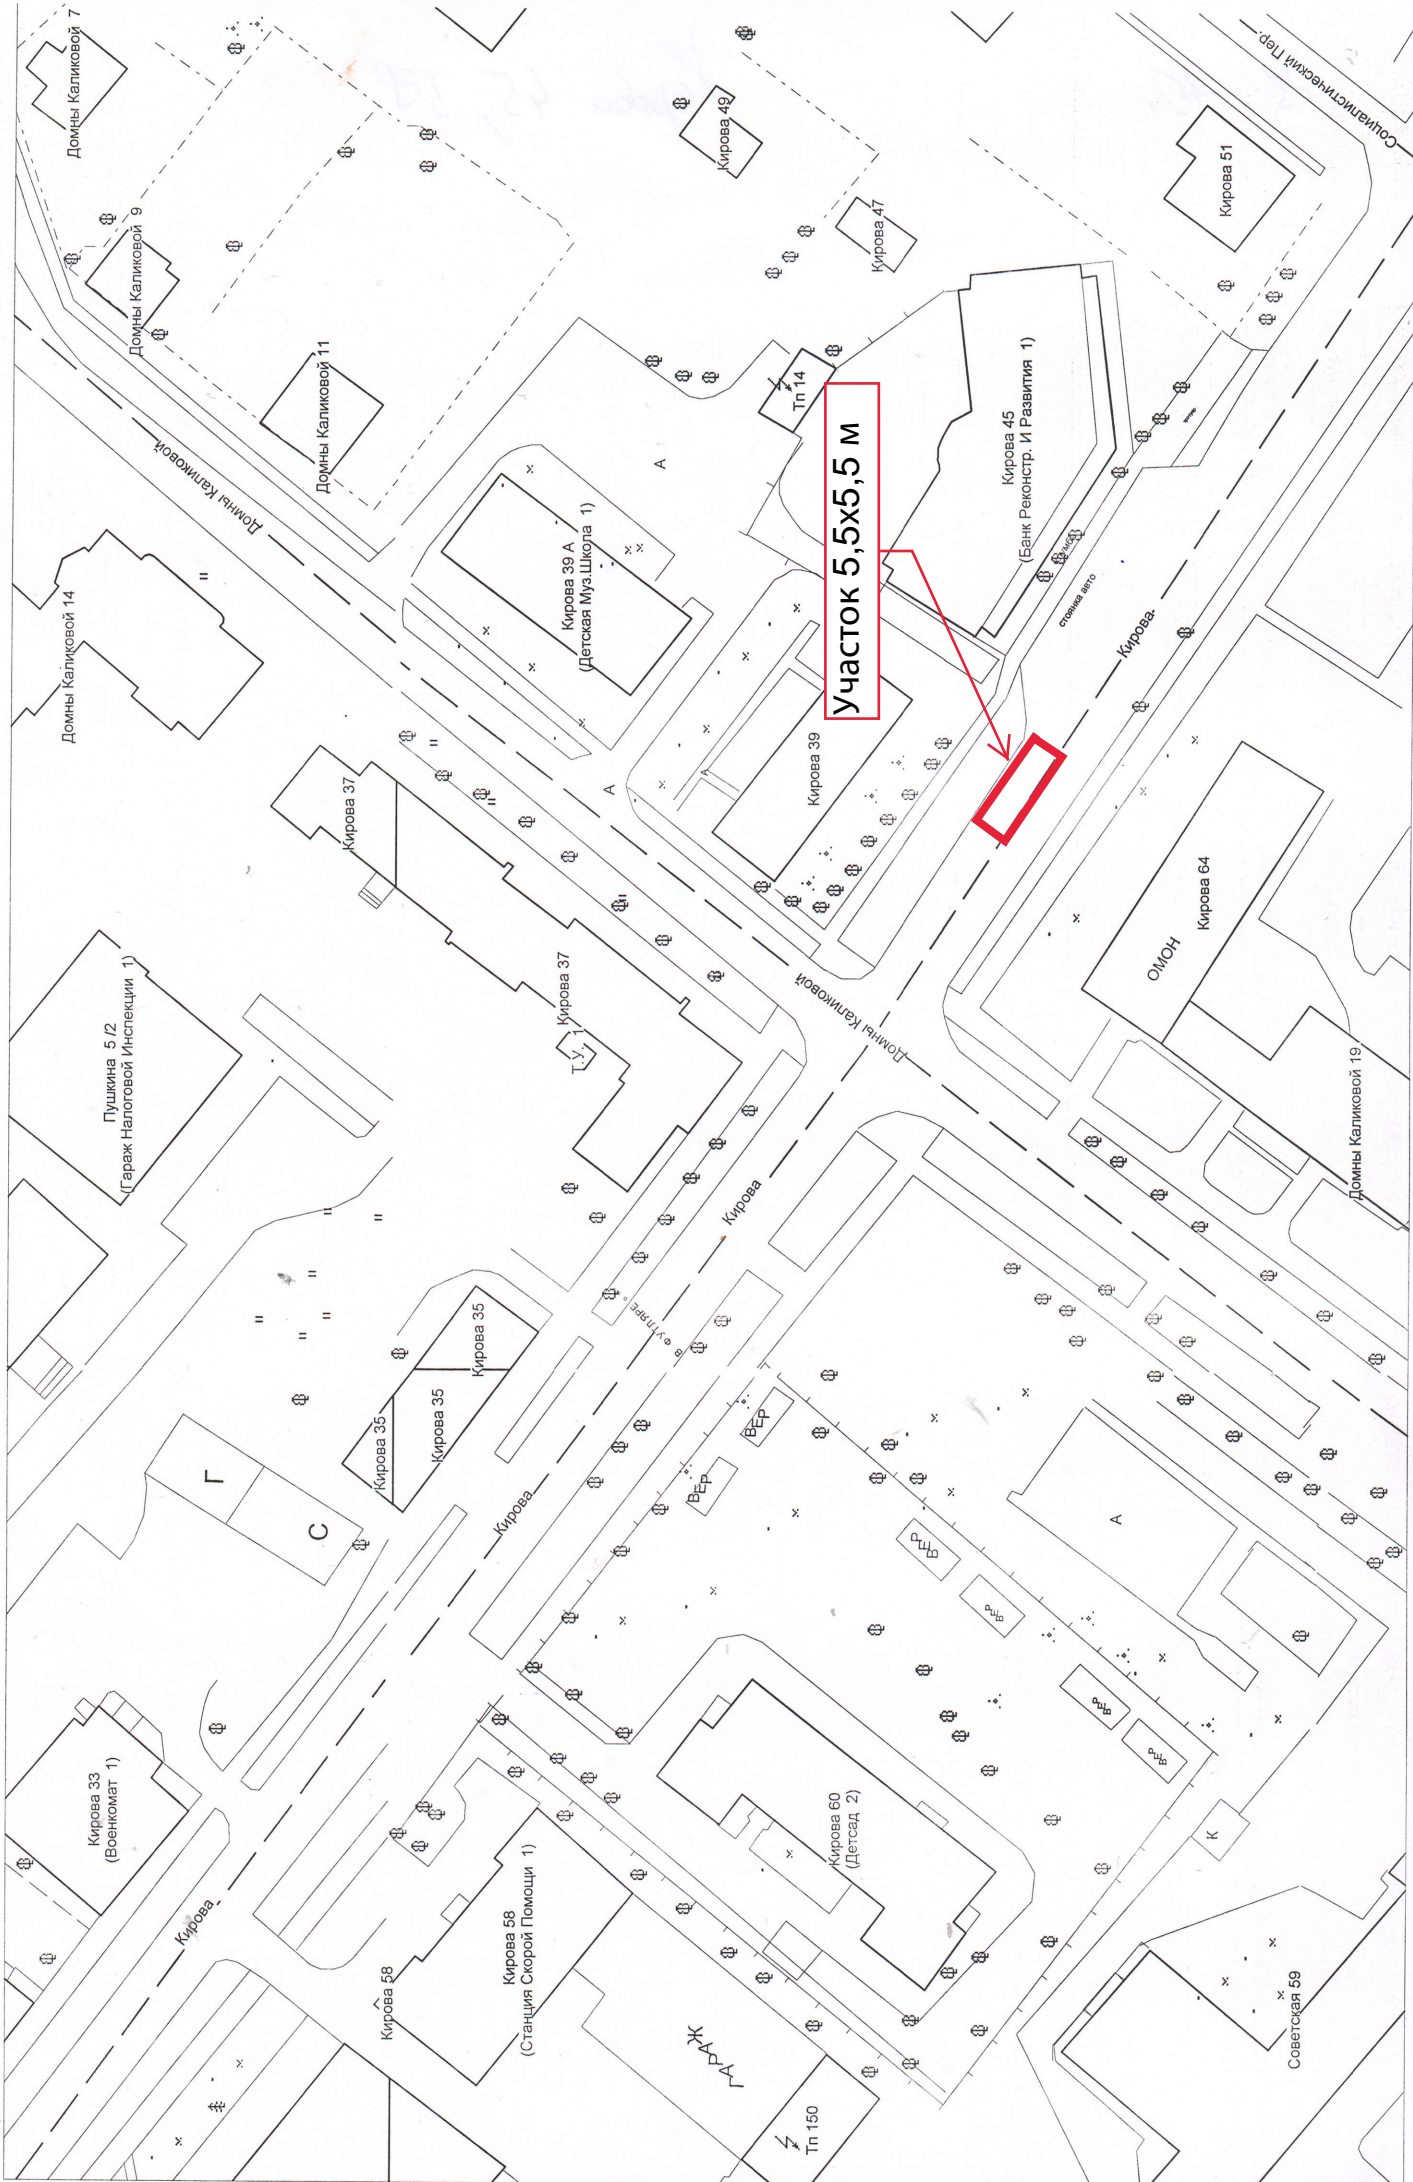 Домны Каликовой 7
Домны Каликовой 9
Домны Каликовой 11
Домны Каликовой
Домны Каликовой 14
Кирова 49
Кирова 47
Кирова 51
Социалистический Пер.
Тп 14
Кирова 45
(Банк Реконстр. И Развития 1)
стоянка авто
Кирова
Участок 5,5х5,5 м
Кирова 39 А
(Детская Муз.Школа 1)
А
А
Кирова 39
Кирова 37
Кирова 37
Т.У. 1
Пушкина 5 /2
(Гараж Налоговой Инспекции 1)
Домны Каликовой
ОМОН
Кирова 64
Домны Каликовой 19
Кирова
В ФУТЛЯРЕ
Кирова 35
Кирова 35
Кирова 35
Г
С
Кирова
ВЕР
ВЕР
ВЕР
ВЕР
ВЕР
ВЕР
А
К
Кирова 33
(Военкомат 1)
Кирова
Кирова 58
Кирова 58
(Станция Скорой Помощи 1)
Кирова 60
(Детсад 2)
ГАРАЖ
Тп 150
Советская 59